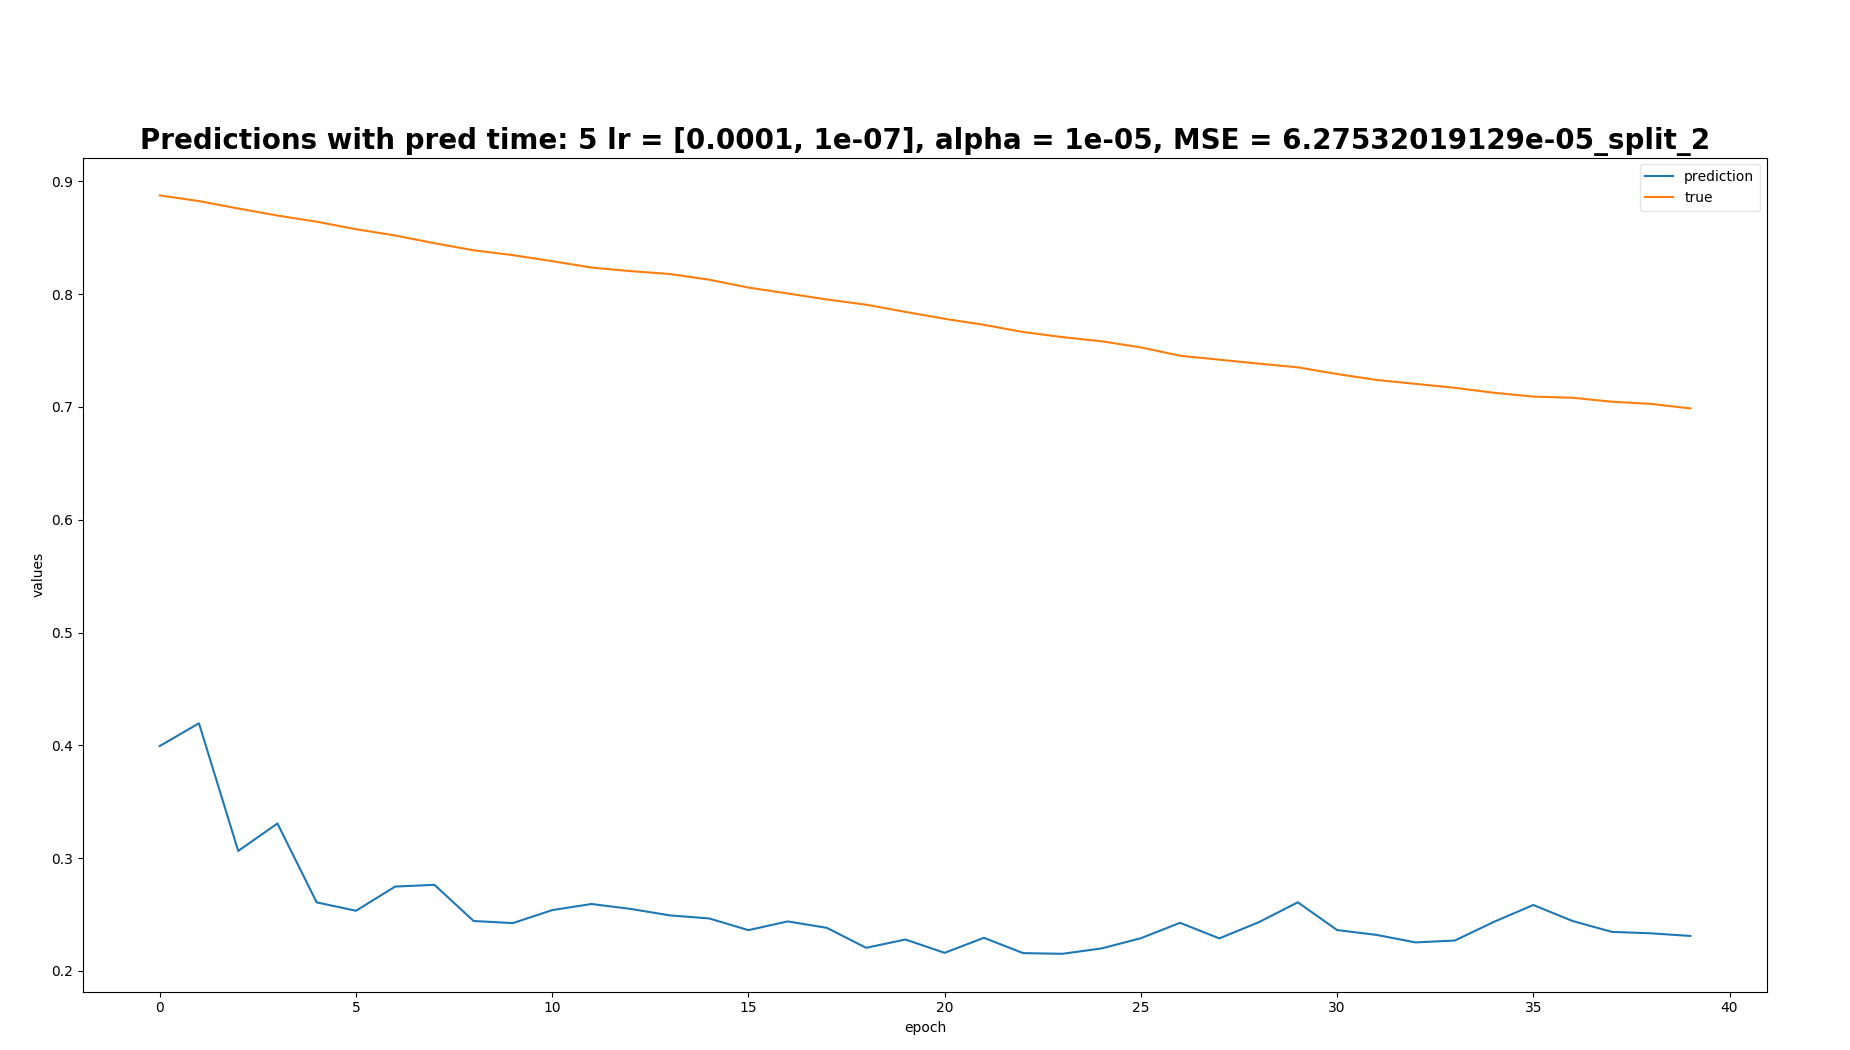 Predictions with pred time: 5 lr = [0.0001, 1e-07], alpha = 1e-05, MSE = 6.27532019129e-05_split_2
prediction
true
0.9
0.8
0.7
0.6
0.5
0.4
0.3
0.2
values
0 5 10 15 20 25 30 35 40
epoch